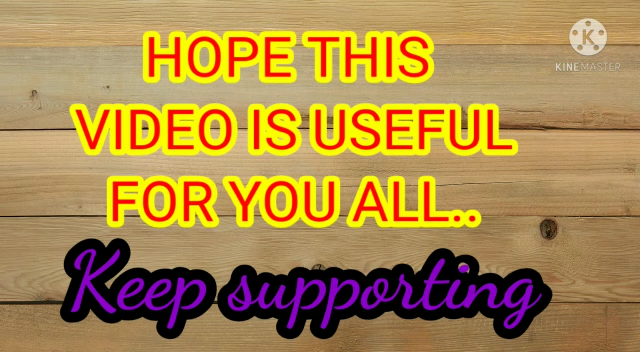 HOPE THIS
VIDEO IS USEFUL
FOR YOU ALL..
Keep supporting
KINEMASTER